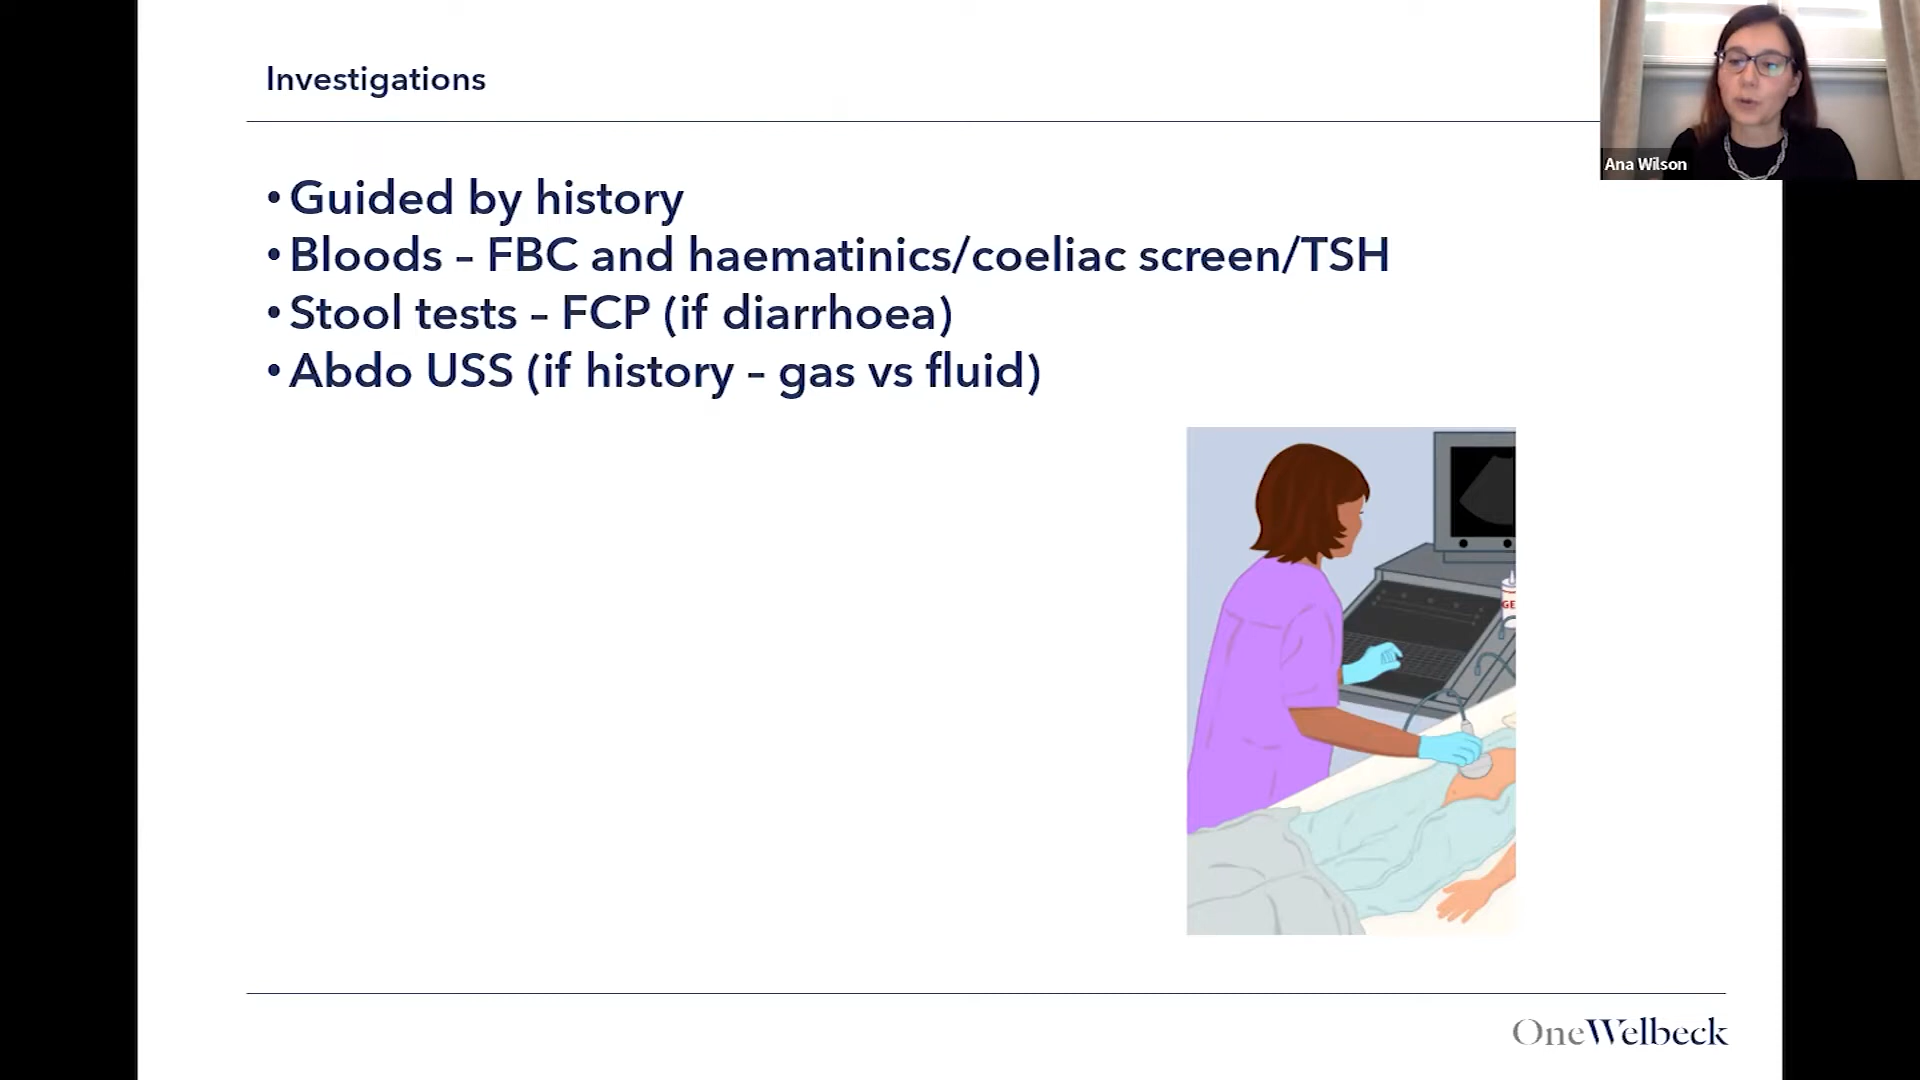 Investigations
Ana Wilson
• Guided by history
• Bloods – FBC and haematinics/coeliac screen/TSH
• Stool tests – FCP (if diarrhoea)
• Abdo USS (if history – gas vs fluid)
GE
OneWelbeck